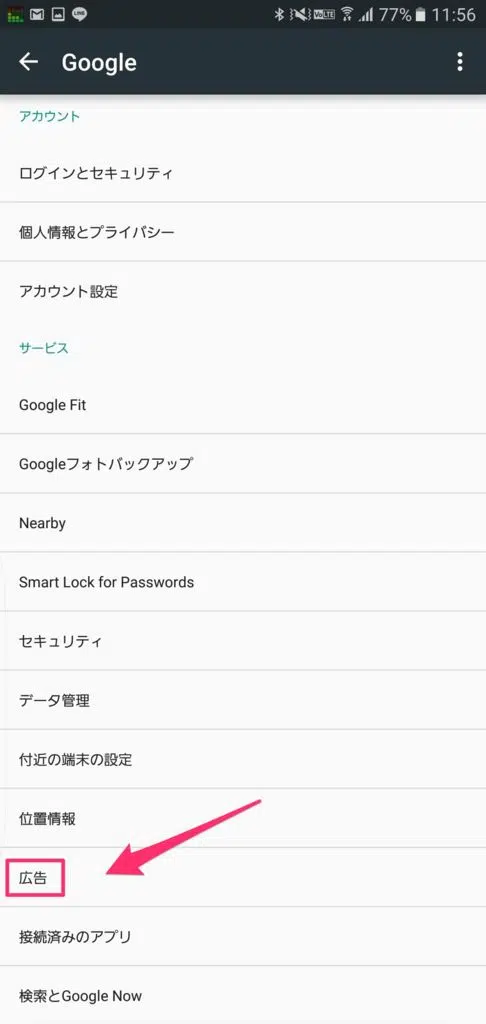 77% 11:56
Google
アカウント
ログインとセキュリティ
個人情報とプライバシー
アカウント設定
サービス
Google Fit
Googleフォトバックアップ
Nearby
Smart Lock for Passwords
セキュリティ
データ管理
付近の端末の設定
位置情報
広告
接続済みのアプリ
検索とGoogle Now